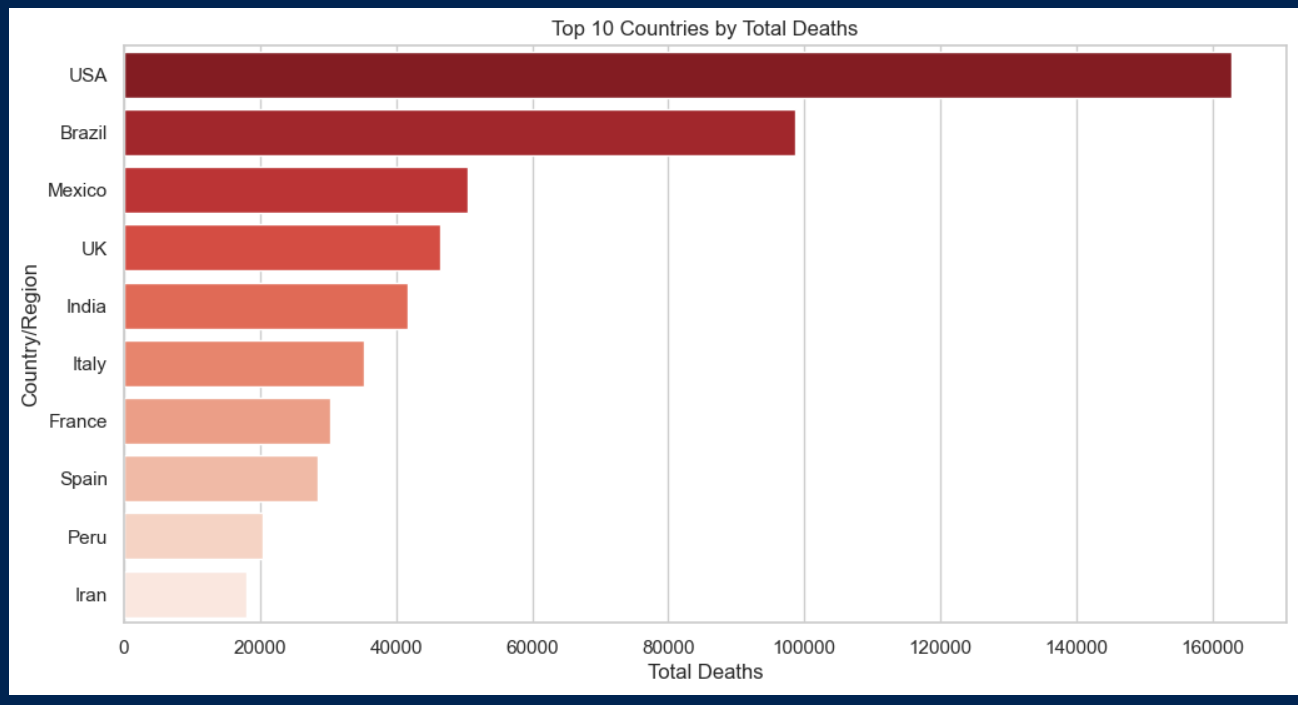 Top 10 Countries by Total Deaths
Country/Region
USA
Brazil
Mexico
UK
India
Italy
France
Spain
Peru
Iran
0 20000 40000 60000 80000 100000 120000 140000 160000
Total Deaths